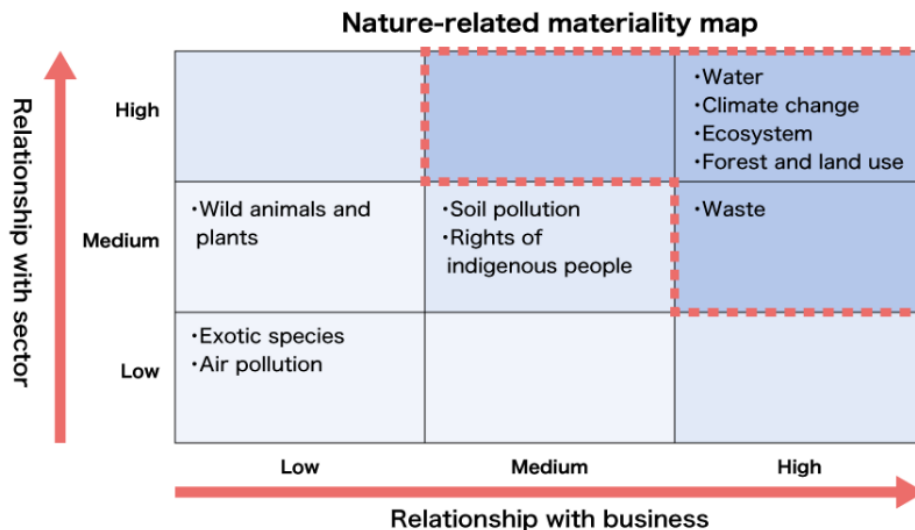 Nature-related materiality map
Relationship with sector
High
・Water
・Climate change
・Ecosystem
・Forest and land use
Medium
・Wild animals and
plants
・Soil pollution
・Rights of
indigenous people
・Waste
Low
・Exotic species
・Air pollution
Low
Medium
High
Relationship with business